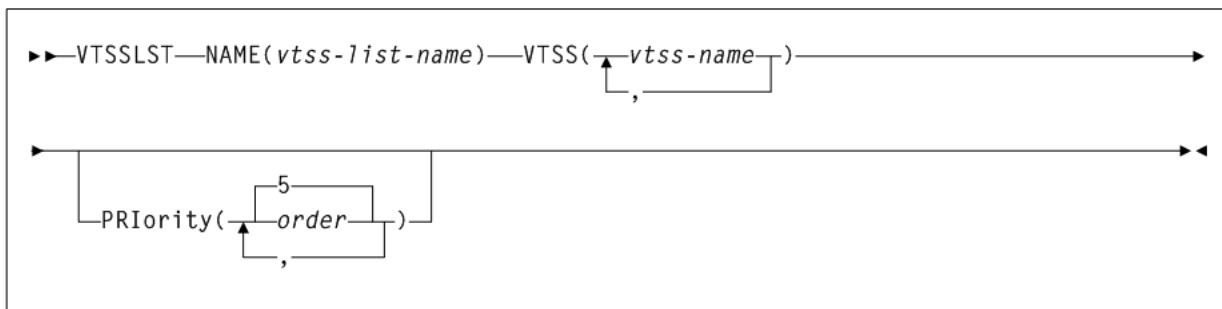 VTSSLST NAME(vtss-list-name) VTSS( vtss-name )
,
5
PRIority( order )
,